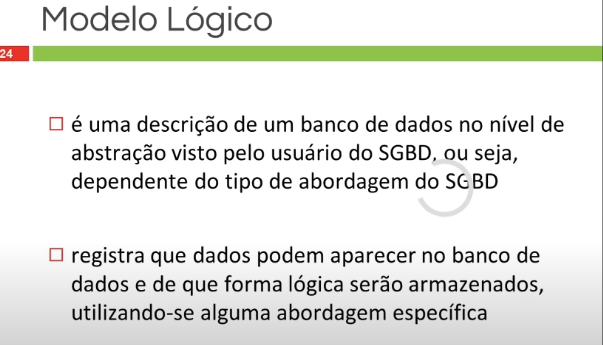 Modelo Lógico
24
é uma descrição de um banco de dados no nível de
abstração visto pelo usuário do SGBD, ou seja,
dependente do tipo de abordagem do SGBD
registra que dados podem aparecer no banco de
dados e de que forma lógica serão armazenados,
utilizando-se alguma abordagem específica